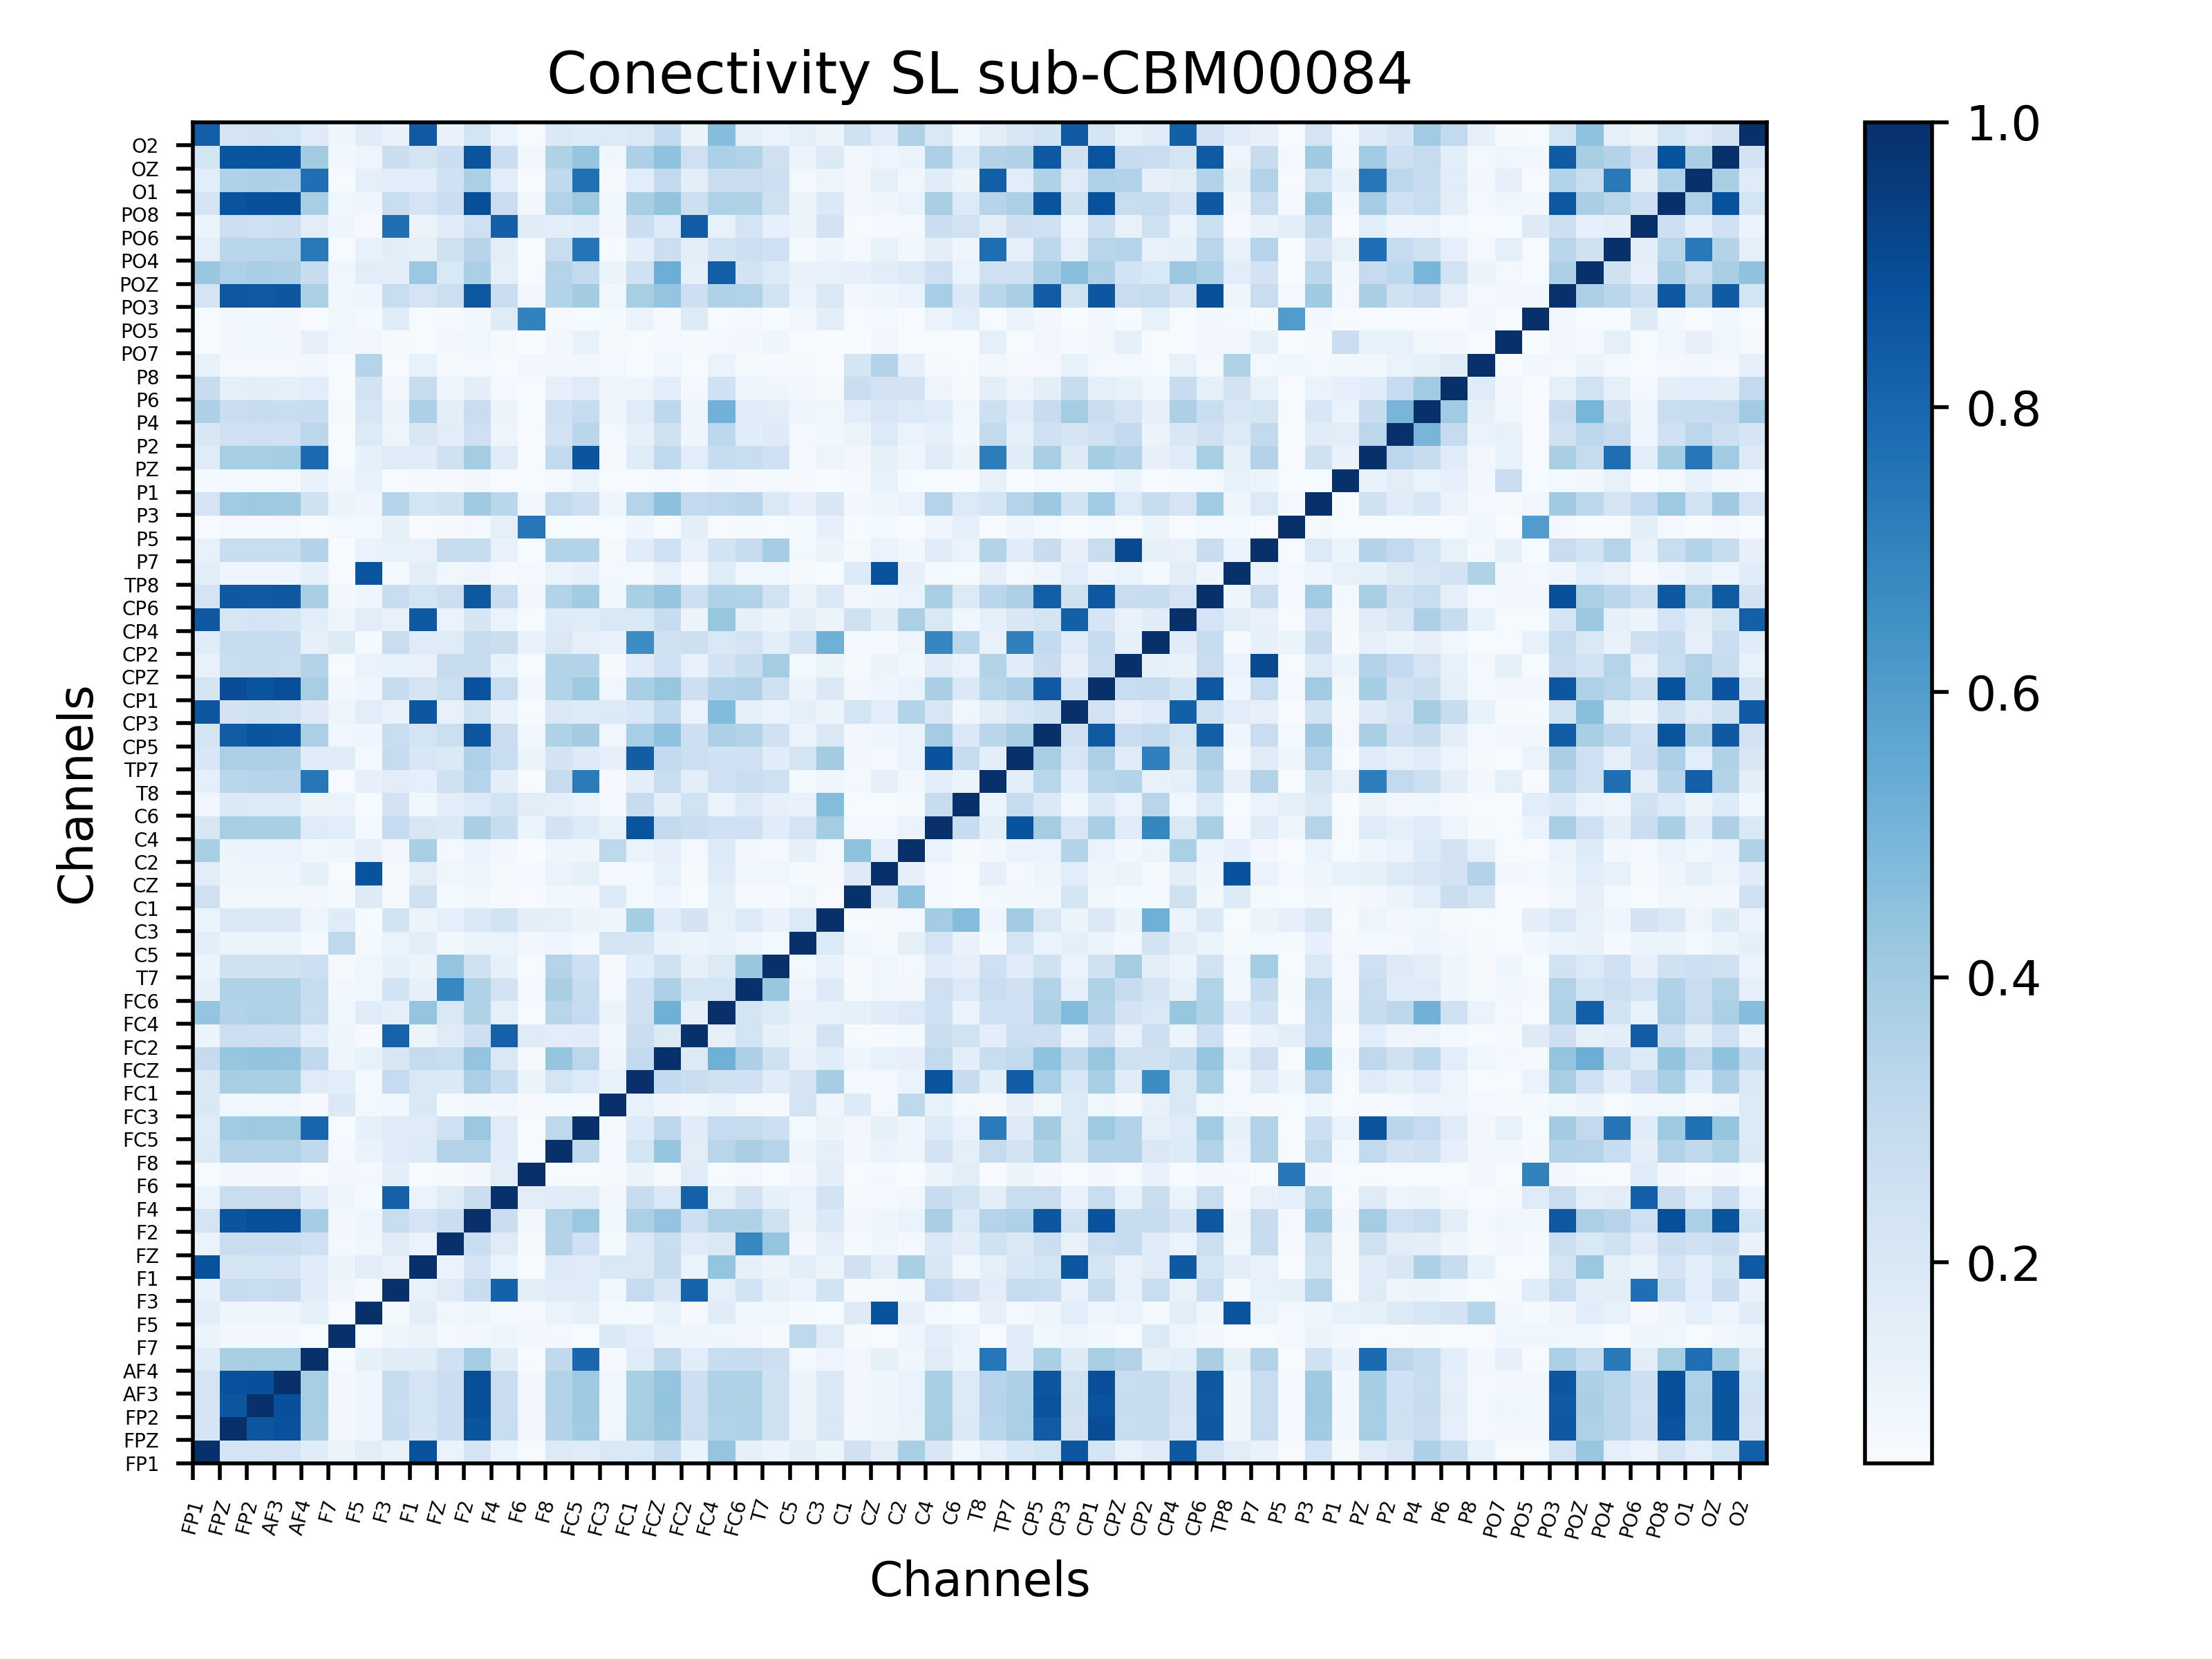 Conectivity SL sub-CBM00084
Channels
O2
OZ
O1
PO8
PO6
PO4
POZ
PO3
PO5
PO7
P8
P6
P4
P2
PZ
P1
P3
P5
P7
TP8
CP6
CP4
CP2
CPZ
CP1
CP3
CP5
TP7
T8
C6
C4
C2
CZ
C1
C3
C5
T7
FC6
FC4
FC2
FCZ
FC1
FC3
FC5
F8
F6
F4
F2
FZ
F1
F3
F5
F7
AF4
AF3
FP2
FPZ
FP1
FP1 FPZ FP2 AF3 AF4 F7 F5 F3 F1 FZ F2 F4 F6 F8 FC5 FC3 FC1 FCZ FC2 FC4 FC6 T7 C5 C3 C1 CZ C2 C4 C6 T8 TP7 CP5 CP3 CP1 CPZ CP2 CP4 CP6 TP8 P7 P5 P3 P1 PZ P2 P4 P6 P8 PO7 PO5 PO3 POZ PO4 PO6 PO8 O1 OZ O2
Channels
1.0
0.8
0.6
0.4
0.2